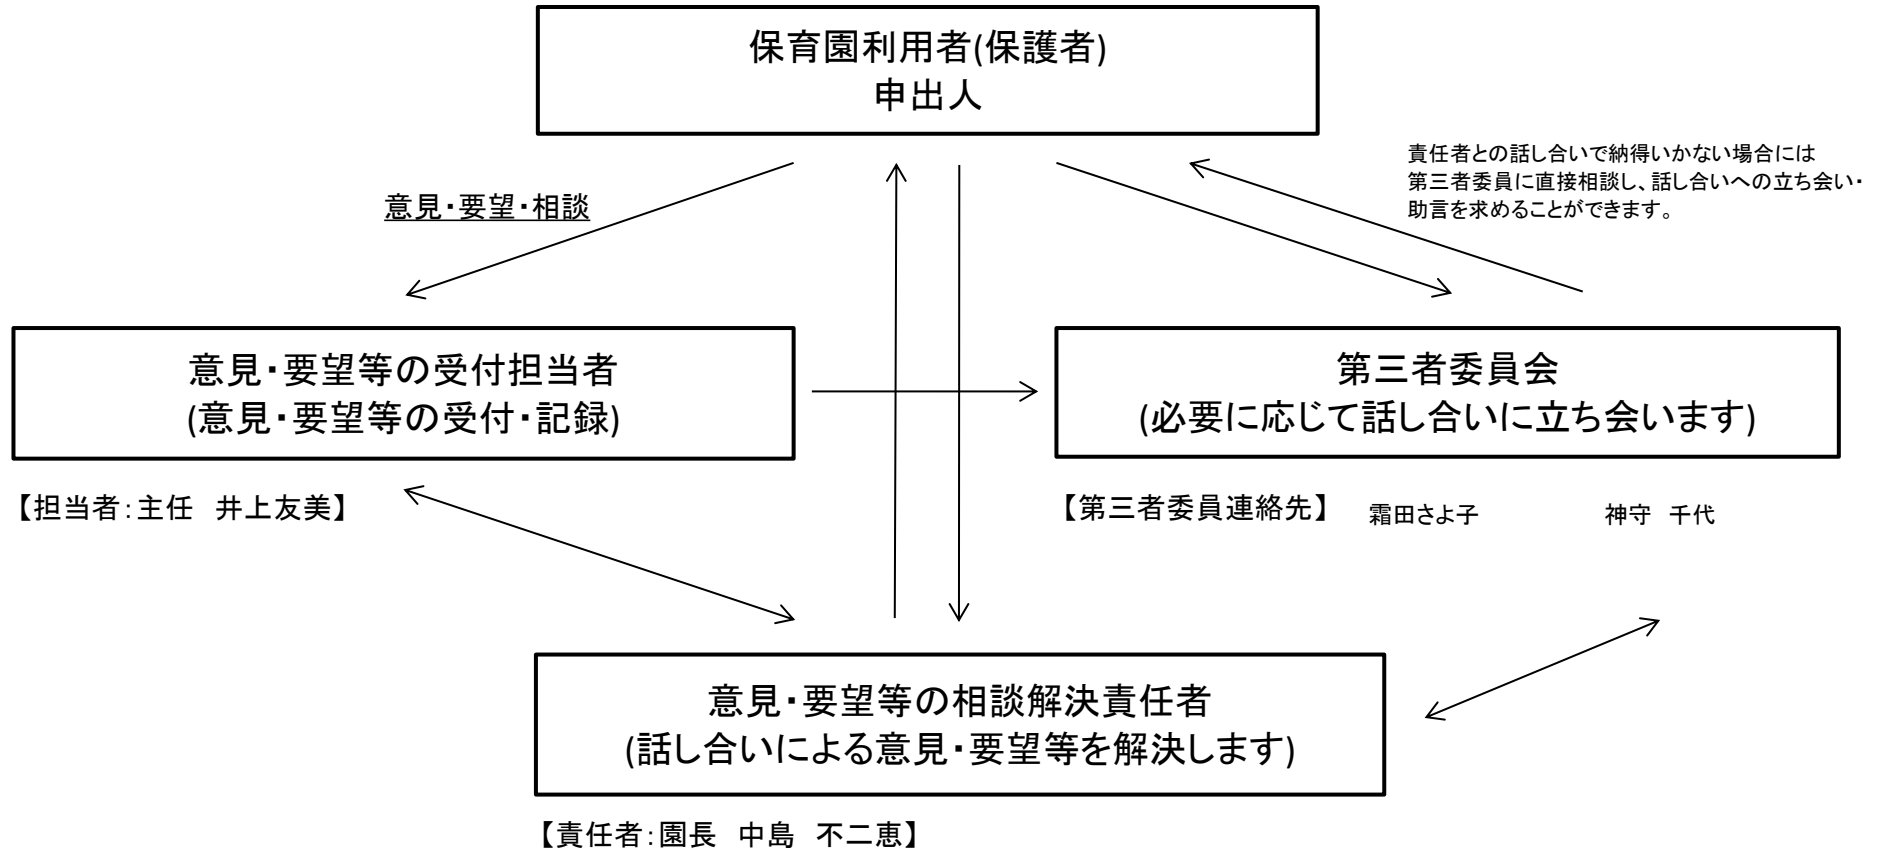 保育園利用者(保護者)
申出人
責任者との話し合いで納得いかない場合には
第三者委員に直接相談し、話し合いへの立ち会い・
助言を求めることができます。
意見・要望・相談
意見・要望等の受付担当者
(意見・要望等の受付・記録)
第三者委員会
(必要に応じて話し合いに立ち会います)
【担当者：主任　井上友美】
【第三者委員連絡先】　霜田さよ子　神守　千代
意見・要望等の相談解決責任者
(話し合いによる意見・要望等を解決します)
【責任者：園長　中島　不二恵】